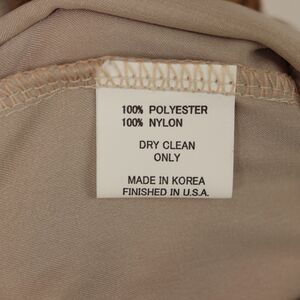 100% POLYESTER
100% NYLON
DRY CLEAN
ONLY
MADE IN KOREA
FINISHED IN U.S.A.